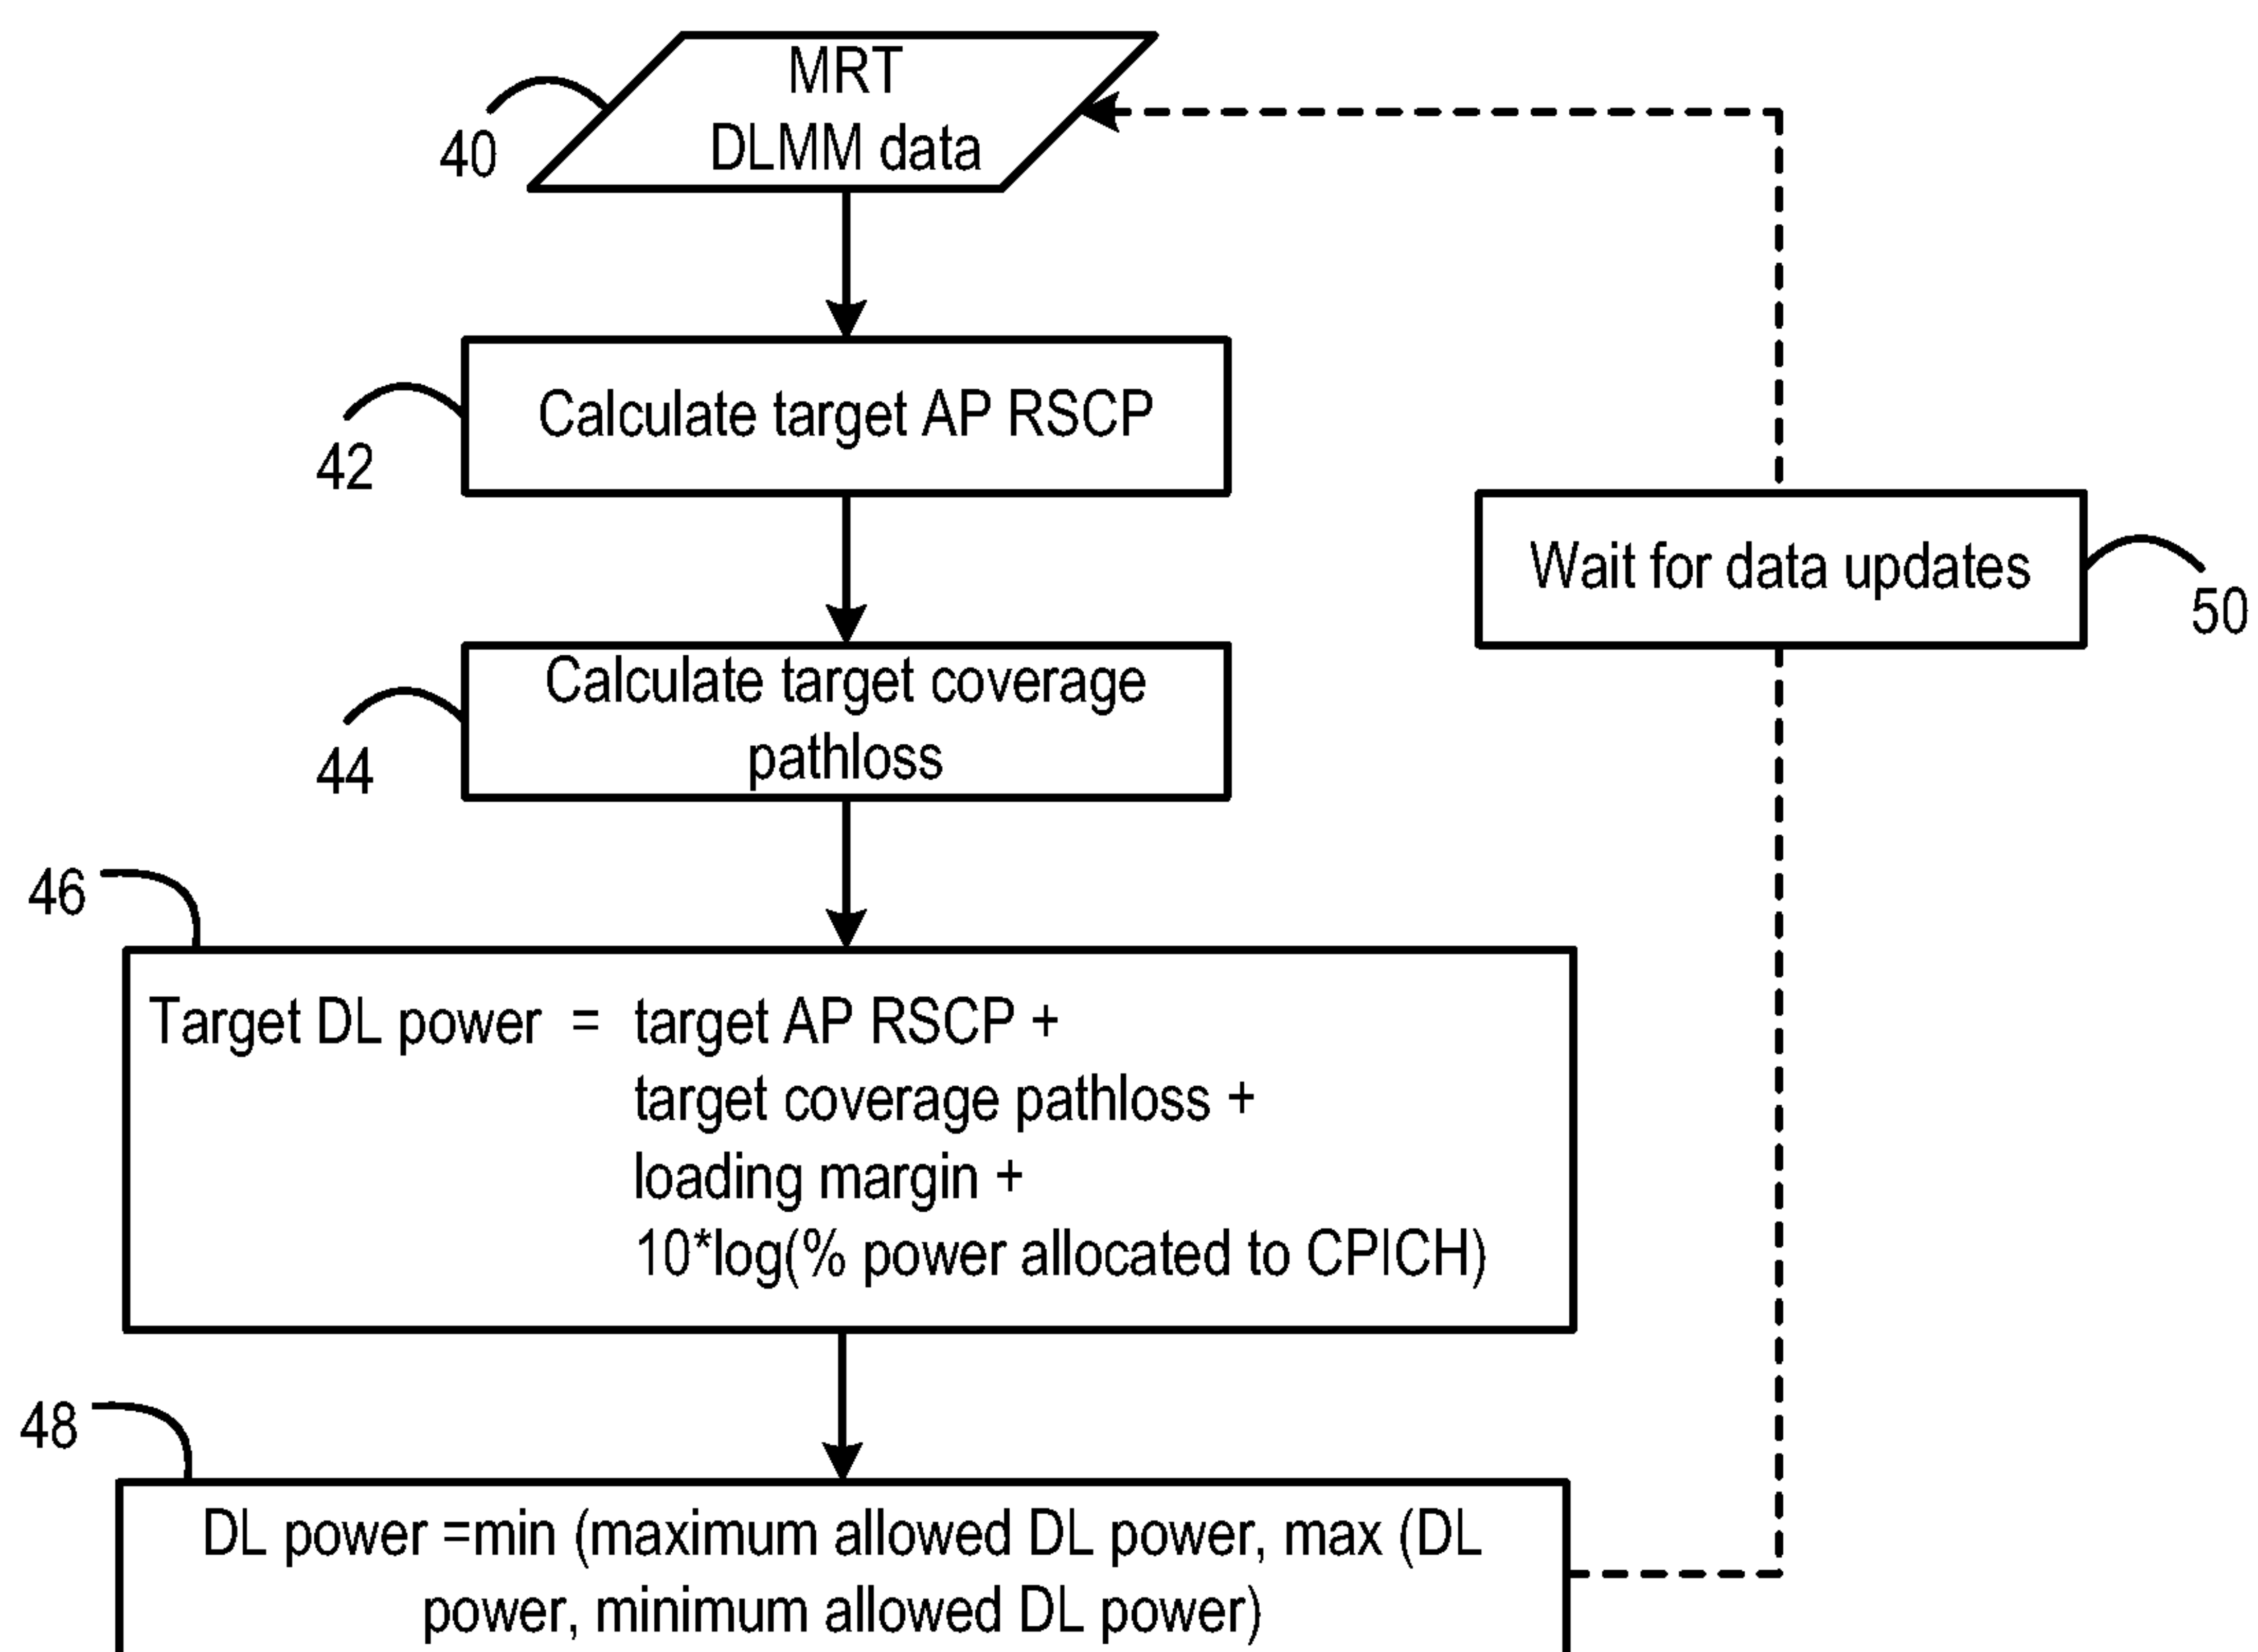 MRT
DLMM data
40
Calculate target AP RSCP
42
Wait for data updates
50
Calculate target coverage
pathloss
44
46
Target DL power = target AP RSCP +
target coverage pathloss +
loading margin +
10*log(% power allocated to CPICH)
48
DL power =min (maximum allowed DL power, max (DL
power, minimum allowed DL power)